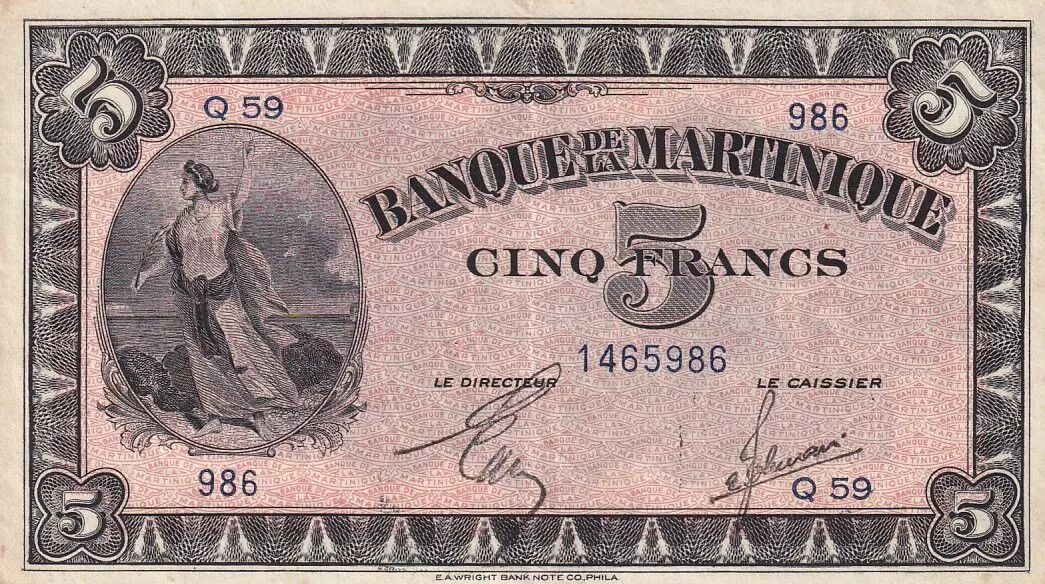 5
5
Q 59
986
BANQUE DE LA MARTINIQUE
5
CINQ FRANCS
1465986
LE DIRECTEUR
LE CAISSIER
986
Q 59
5
5
E.A. WRIGHT BANK NOTE CO., PHILA.